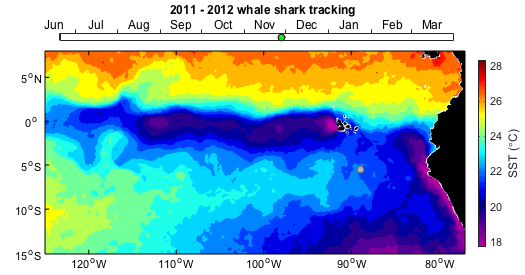 2011 - 2012 whale shark tracking
Jun Jul Aug Sep Oct Nov Dec Jan Feb Mar
5°N
0°
5°S
10°S
15°S
120°W 110°W 100°W 90°W 80°W
28
26
24
22
20
18
SST (°C)